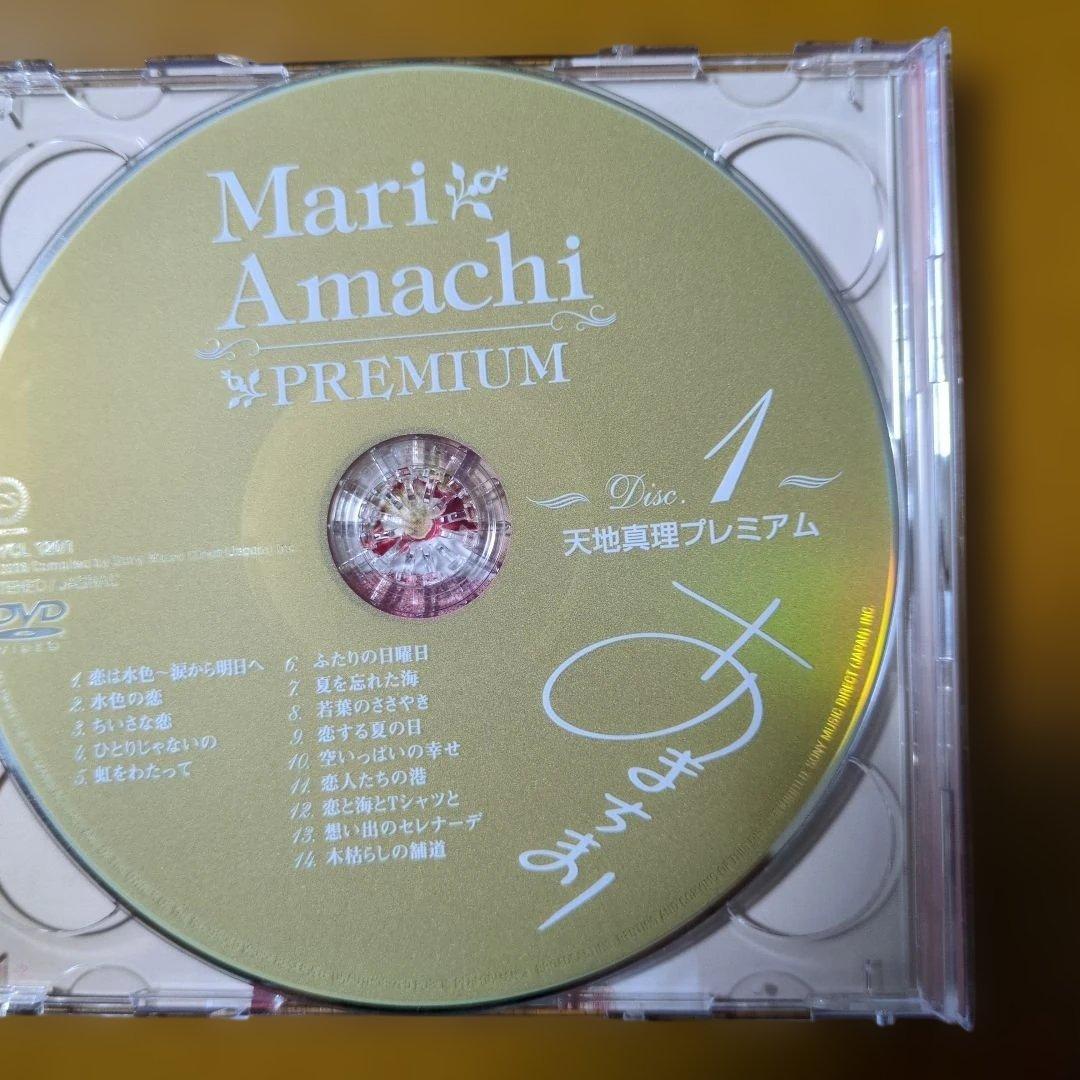 Mari
Amachi
PREMIUM
Disc. 1
天地真理プレミアム
DVD
VIDEO
1. 恋は水色～涙から明日へ
2. 水色の恋
3. ちいさな恋
4. ひとりじゃないの
5. 虹をわたって
6. ふたりの日曜日
7. 夏を忘れた海
8. 若葉のささやき
9. 恋する夏の日
10. 空いっぱいの幸せ
11. 恋人たちの港
12. 恋と海とTシャツと
13. 想い出のセレナーデ
14. 木枯らしの舗道
あまちまり
SONY MUSIC DIRECT (JAPAN) INC.